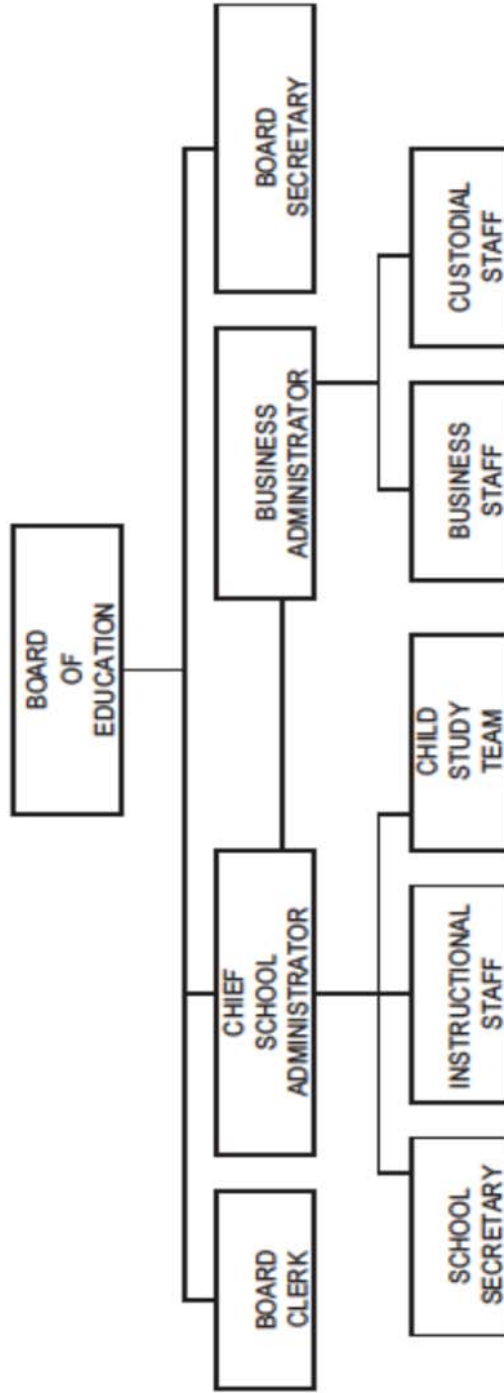 BOARD
OF
EDUCATION
BOARD
CLERK
CHIEF
SCHOOL
ADMINISTRATOR
BUSINESS
ADMINISTRATOR
BOARD
SECRETARY
SCHOOL
SECRETARY
INSTRUCTIONAL
STAFF
CHILD
STUDY
TEAM
BUSINESS
STAFF
CUSTODIAL
STAFF